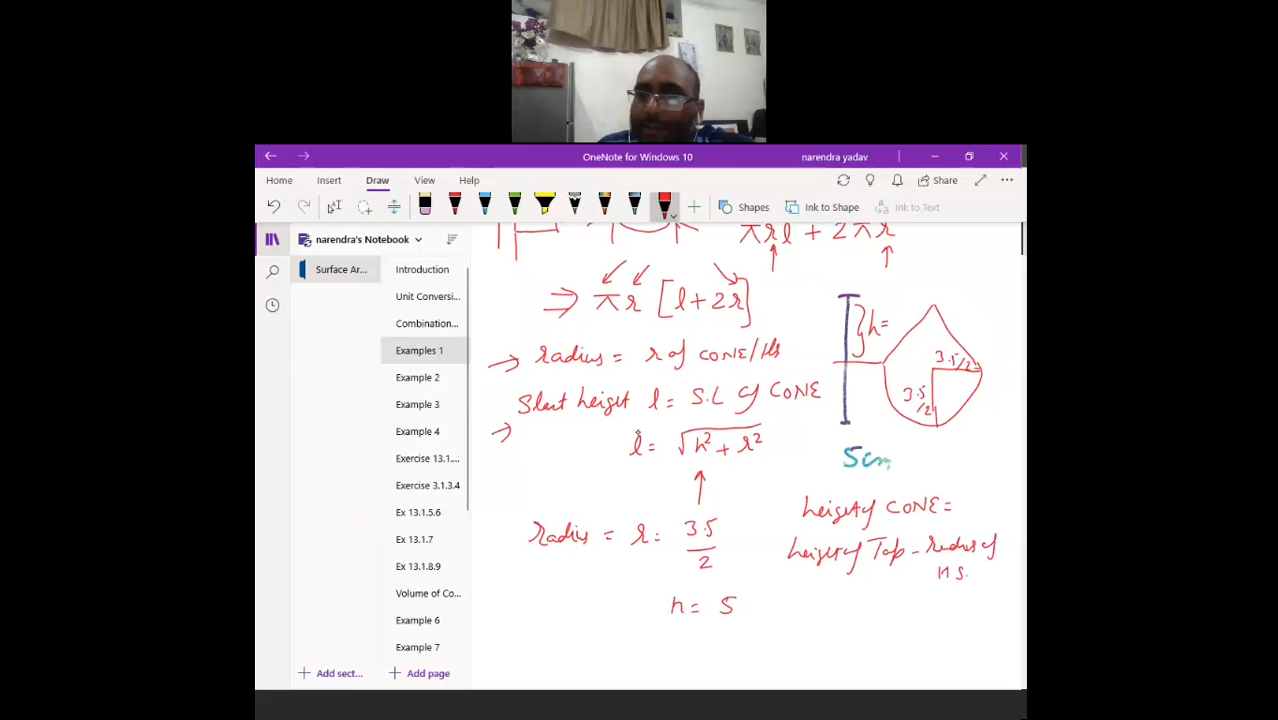 OneNote for Windows 10
narendra yadav
Home Insert Draw View Help
Share
Shapes Ink to Shape Ink to Text
narendra's Notebook
Surface Ar...
Introduction
Unit Conversi...
Combination...
Examples 1
Example 2
Example 3
Example 4
Exercise 13.1....
Exercise 3.1.3.4
Ex 13.1.5.6
Ex 13.1.7
Ex 13.1.8.9
Volume of Co...
Example 6
Example 7
Add sect...
Add page
πrl + 2πr
⇒ πr [l+2r]
→ radius = r of CONE/HS
Slant height l = S.L of CONE
→ l = √h² + r²
radius = r = 3.5
2
h = 5
h =
3.5/2
3.5
/2
5cm
height of CONE =
height of Top - radius of
H S.